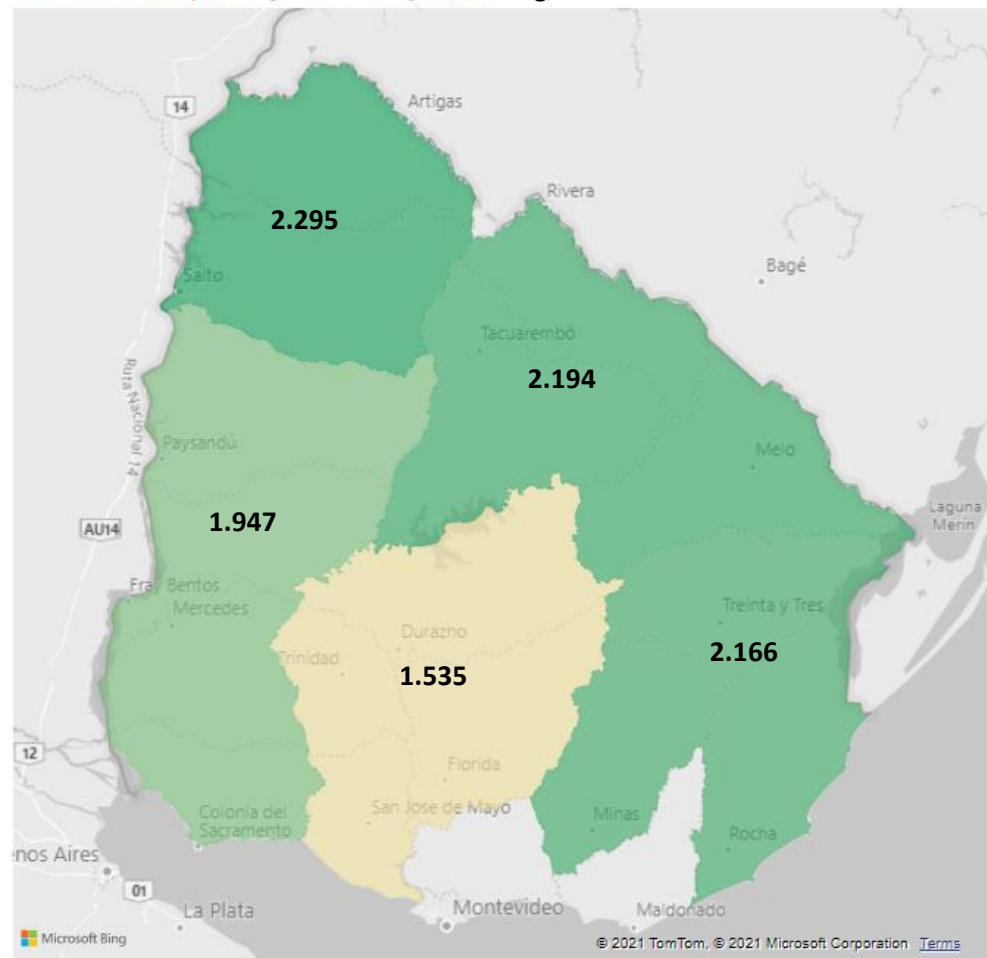 14
Artigas
Rivera
2.295
Bagé
Salto
Tacuarembó
Ruta Nacional 14
2.194
Paysandú
Melo
1.947
AU14
Laguna
Merín
Fray Bentos
Mercedes
Treinta y Tres
Durazno
Trinidad
2.166
1.535
12
Florida
Colonia del
Sacramento
San Jose de Mayo
Minas
Rocha
nos Aires
01
La Plata
Montevideo
Maldonado
Microsoft Bing
© 2021 TomTom, © 2021 Microsoft Corporation Terms